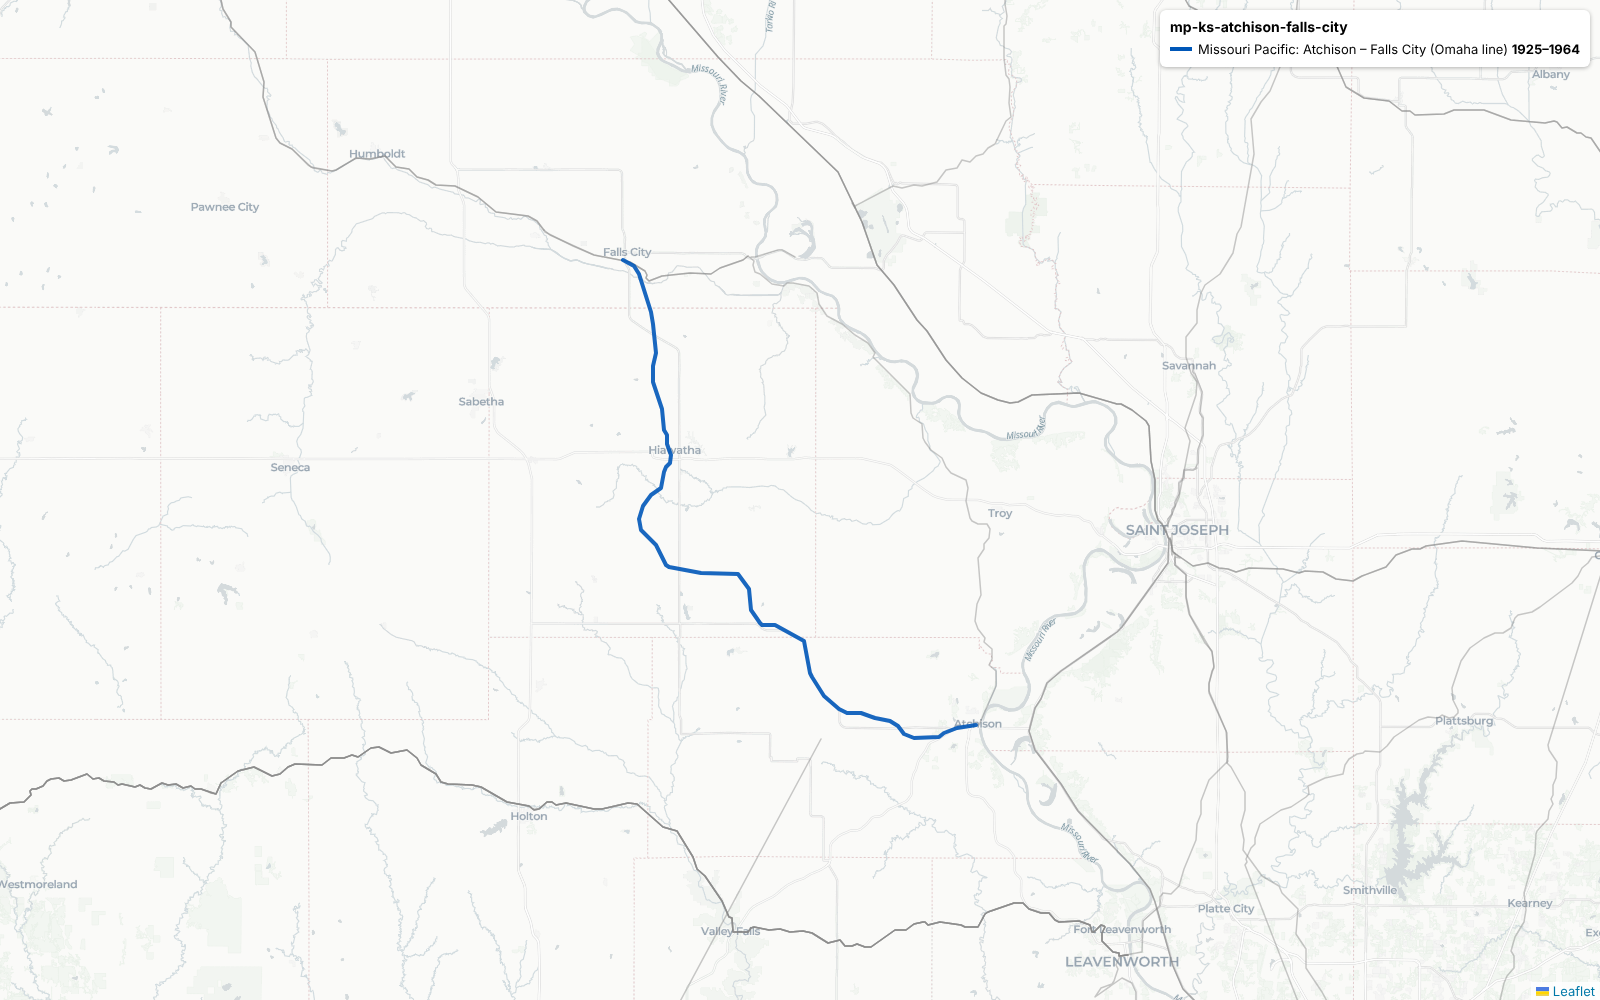 mp-ks-atchison-falls-city
Missouri Pacific: Atchison – Falls City (Omaha line) 1925–1964
Albany
Missouri River
Humboldt
Pawnee City
Falls City
Savannah
Sabetha
Missouri River
Hiawatha
Seneca
Troy
SAINT JOSEPH
Missouri River
Atchison
Plattsburg
Holton
Missouri River
Westmoreland
Smithville
Kearney
Platte City
Valley Falls
Fort Leavenworth
LEAVENWORTH
Leaflet